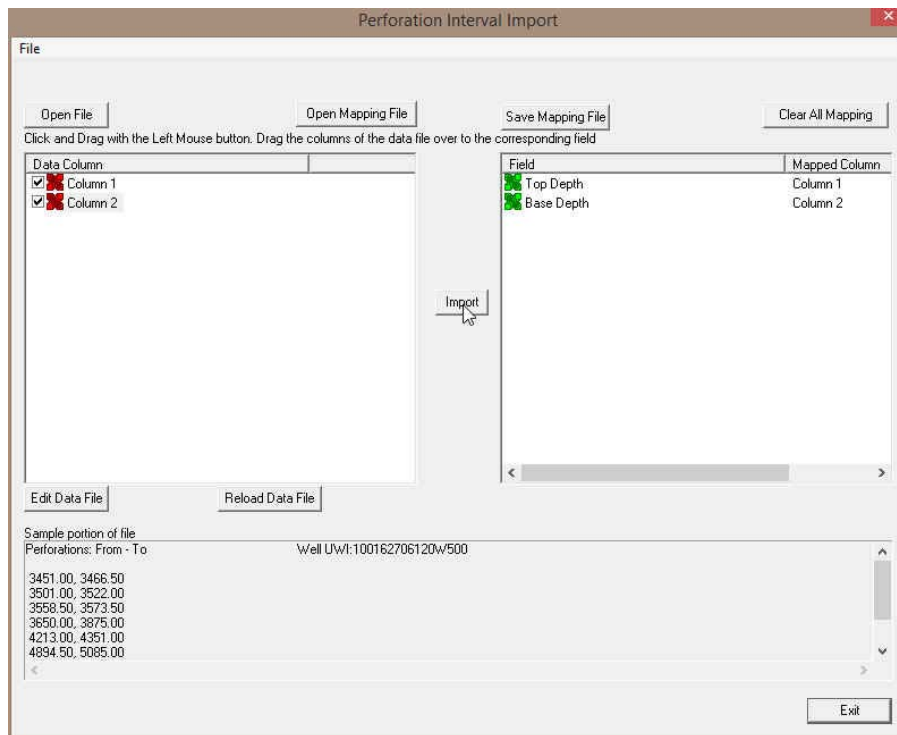 Perforation Interval Import
File
Open File
Open Mapping File
Save Mapping File
Clear All Mapping
Click and Drag with the Left Mouse button. Drag the columns of the data file over to the corresponding field
Data Column
Column 1
Column 2
Import
Field Mapped Column
Top Depth Column 1
Base Depth Column 2
Edit Data File
Reload Data File
Sample portion of file
Perforations: From - To Well UWI:100162706120W500
3451.00, 3466.50
3501.00, 3522.00
3558.50, 3573.50
3650.00, 3875.00
4213.00, 4351.00
4894.50, 5085.00
Exit